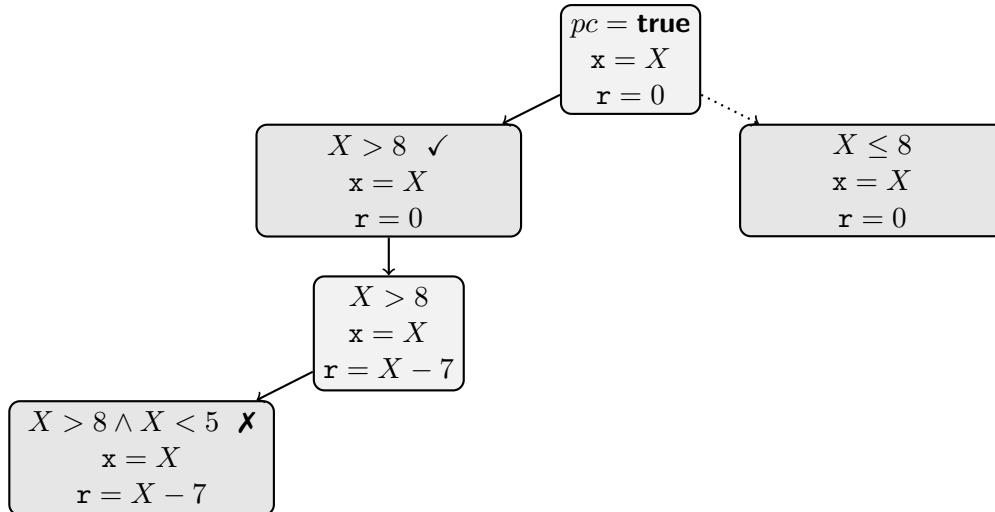 pc = true
x = X
r = 0
X > 8 ✓
x = X
r = 0
X ≤ 8
x = X
r = 0
X > 8
x = X
r = X − 7
X > 8 ∧ X < 5 ✗
x = X
r = X − 7